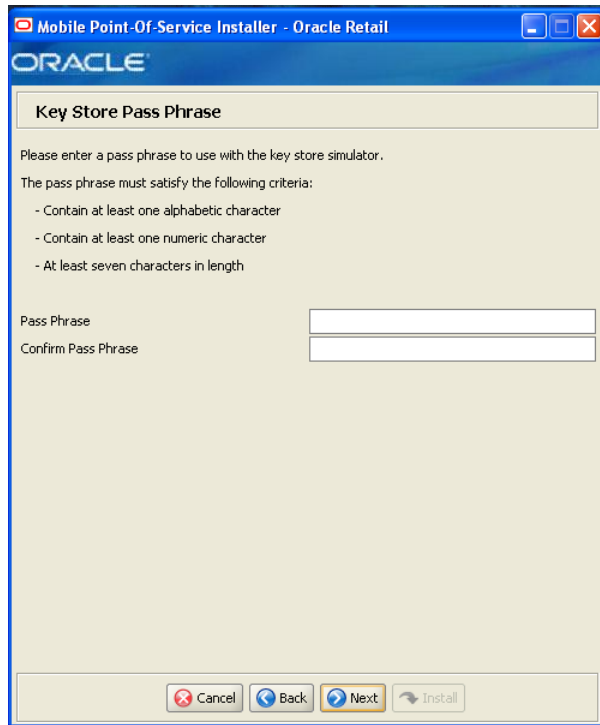 Mobile Point-Of-Service Installer - Oracle Retail
ORACLE
Key Store Pass Phrase
Please enter a pass phrase to use with the key store simulator.
The pass phrase must satisfy the following criteria:
- Contain at least one alphabetic character
- Contain at least one numeric character
- At least seven characters in length
Pass Phrase
Confirm Pass Phrase
Cancel Back Next Install